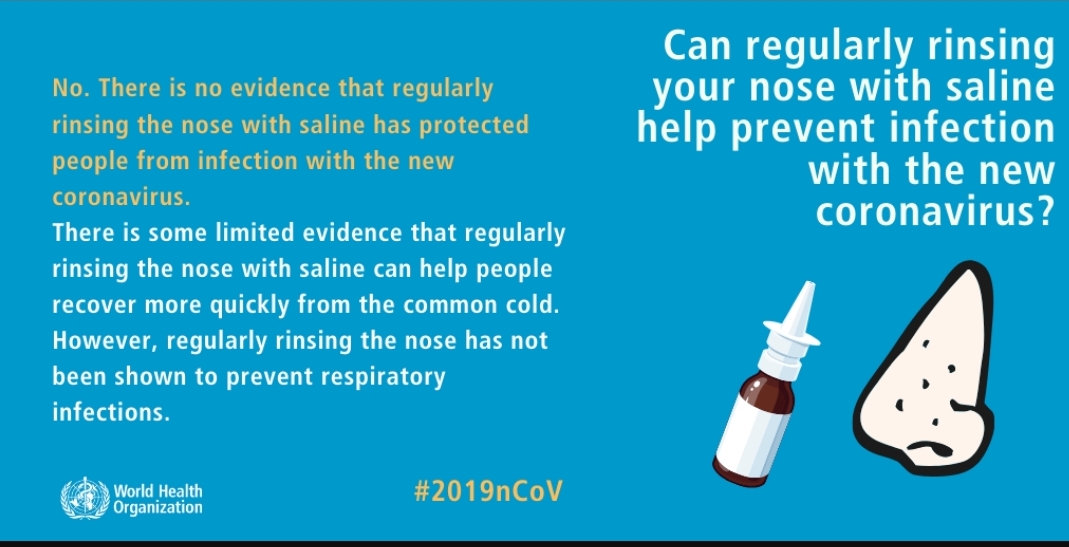 Can regularly rinsing
your nose with saline
help prevent infection
with the new
coronavirus?
No. There is no evidence that regularly
rinsing the nose with saline has protected
people from infection with the new
coronavirus.
There is some limited evidence that regularly
rinsing the nose with saline can help people
recover more quickly from the common cold.
However, regularly rinsing the nose has not
been shown to prevent respiratory
infections.
World Health
Organization
#2019nCoV